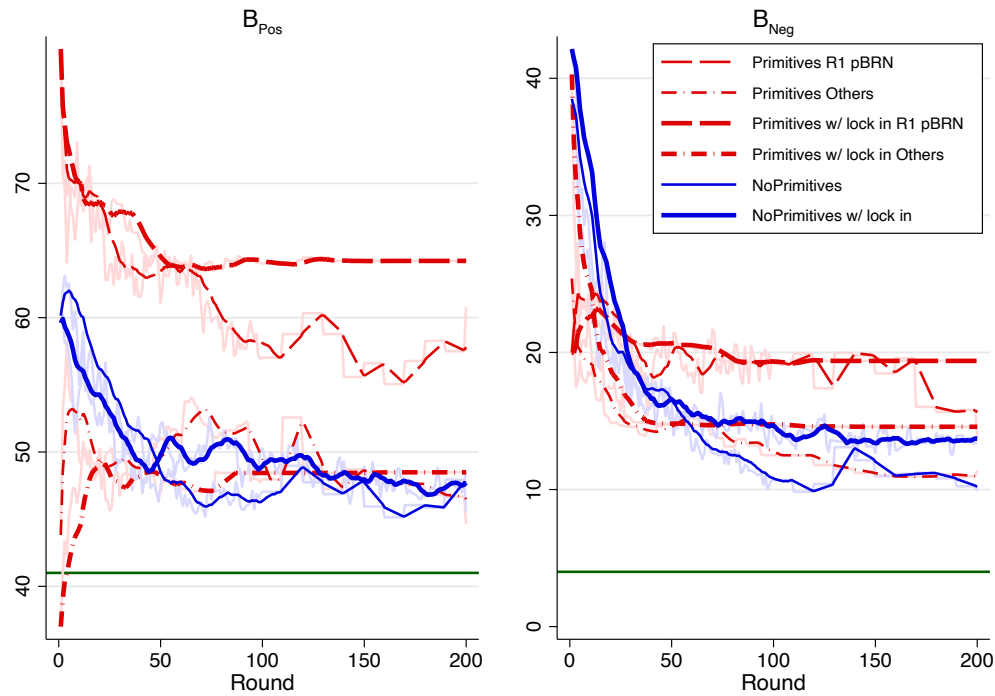 B_Pos
70
60
50
40
0
50
100
150
200
Round
B_Neg
40
30
20
10
0
0
50
100
150
200
Round
Primitives R1 pBRN
Primitives Others
Primitives w/ lock in R1 pBRN
Primitives w/ lock in Others
NoPrimitives
NoPrimitives w/ lock in